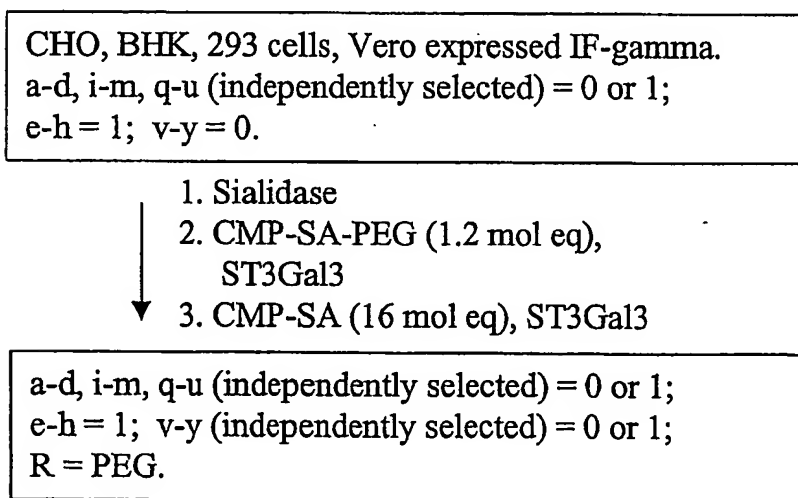 CHO, BHK, 293 cells, Vero expressed IF-gamma.
a-d, i-m, q-u (independently selected) = 0 or 1;
e-h = 1; v-y = 0.
1. Sialidase
2. CMP-SA-PEG (1.2 mol eq),
ST3Gal3
3. CMP-SA (16 mol eq), ST3Gal3
a-d, i-m, q-u (independently selected) = 0 or 1;
e-h = 1; v-y (independently selected) = 0 or 1;
R = PEG.